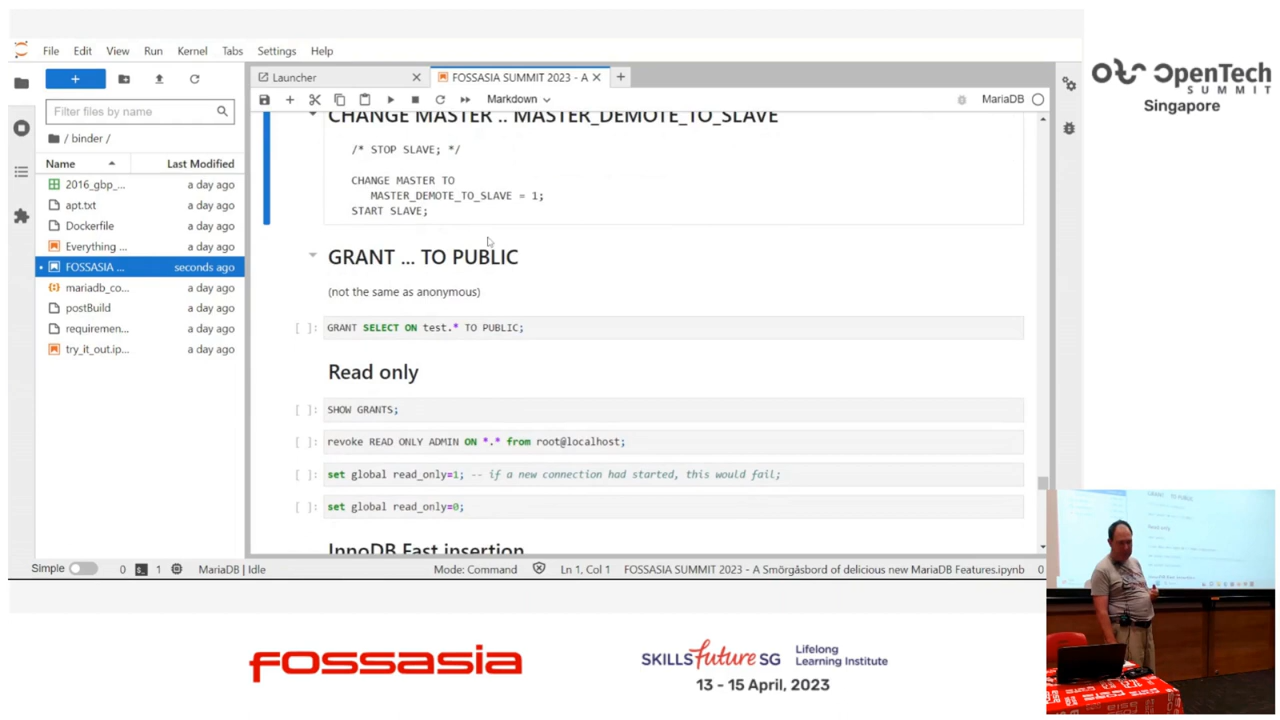 File Edit View Run Kernel Tabs Settings Help
Filter files by name
/ binder /
Name Last Modified
2016_gbp_... a day ago
apt.txt a day ago
Dockerfile a day ago
Everything ... a day ago
FOSSASIA ... seconds ago
mariadb_co... a day ago
postBuild a day ago
requiremen... a day ago
try_it_out.ip... a day ago
Launcher
FOSSASIA SUMMIT 2023 - A
Markdown
MariaDB
CHANGE MASTER .. MASTER_DEMOTE_TO_SLAVE
/* STOP SLAVE; */
CHANGE MASTER TO
MASTER_DEMOTE_TO_SLAVE = 1;
START SLAVE;
GRANT ... TO PUBLIC
(not the same as anonymous)
[ ]: GRANT SELECT ON test.* TO PUBLIC;
Read only
[ ]: SHOW GRANTS;
[ ]: revoke READ ONLY ADMIN ON *.* from root@localhost;
[ ]: set global read_only=1; -- if a new connection had started, this would fail;
[ ]: set global read_only=0;
InnoDB Fast insertion
Simple 0 1 MariaDB | Idle Mode: Command Ln 1, Col 1 FOSSASIA SUMMIT 2023 - A Smörgåsbord of delicious new MariaDB Features.ipynb 0
OpenTech
SUMMIT
Singapore
FOSSASIA
SKILLSfuture SG
Lifelong
Learning Institute
13 - 15 April, 2023